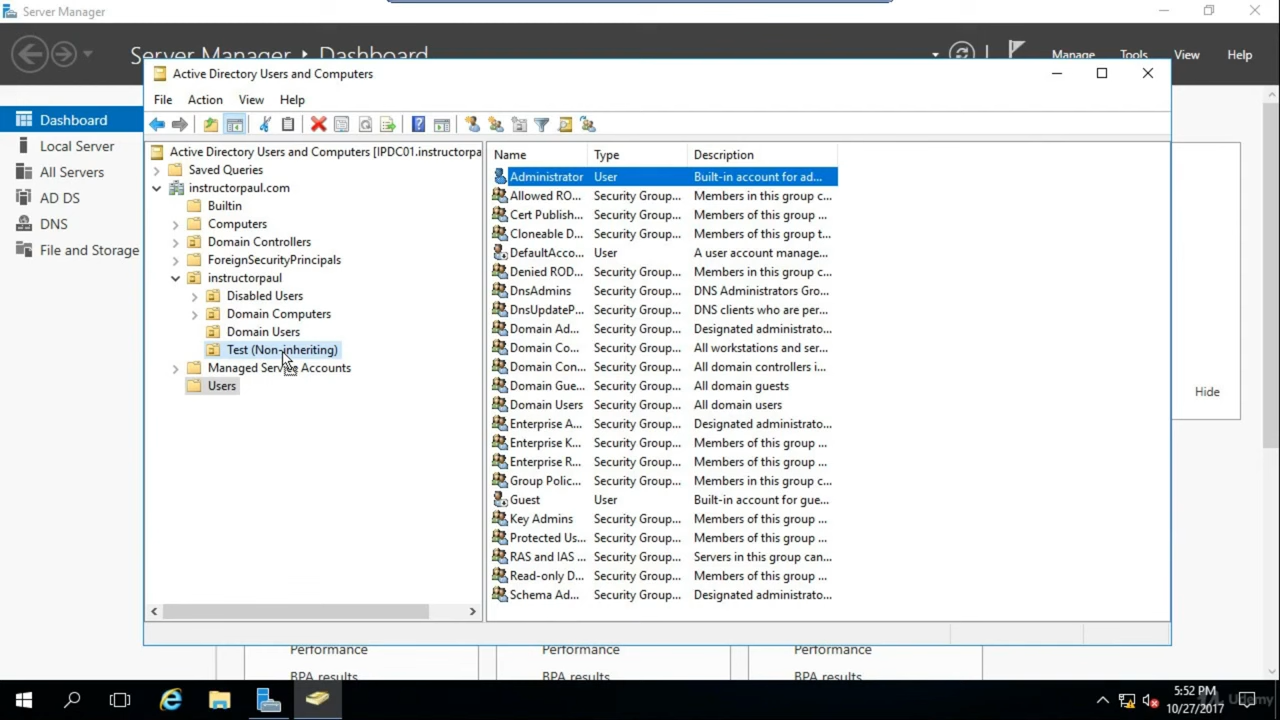 Server Manager
Server Manager • Dashboard
Manage Tools View Help
Active Directory Users and Computers
File Action View Help
Dashboard
Local Server
All Servers
AD DS
DNS
File and Storage
Active Directory Users and Computers [IPDC01.instructorpa
Saved Queries
instructorpaul.com
Builtin
Computers
Domain Controllers
ForeignSecurityPrincipals
instructorpaul
Disabled Users
Domain Computers
Domain Users
Test (Non-inheriting)
Managed Service Accounts
Users
Name Type Description
Administrator User Built-in account for ad...
Allowed RO... Security Group... Members in this group c...
Cert Publish... Security Group... Members of this group ...
Cloneable D... Security Group... Members of this group t...
DefaultAcco... User A user account manage...
Denied ROD... Security Group... Members in this group c...
DnsAdmins Security Group... DNS Administrators Gro...
DnsUpdateP... Security Group... DNS clients who are per...
Domain Ad... Security Group... Designated administrato...
Domain Co... Security Group... All workstations and ser...
Domain Con... Security Group... All domain controllers i...
Domain Gue... Security Group... All domain guests
Domain Users Security Group... All domain users
Enterprise A... Security Group... Designated administrato...
Enterprise K... Security Group... Members of this group ...
Enterprise R... Security Group... Members of this group ...
Group Polic... Security Group... Members in this group c...
Guest User Built-in account for gue...
Key Admins Security Group... Members of this group ...
Protected Us... Security Group... Members of this group ...
RAS and IAS ... Security Group... Servers in this group can...
Read-only D... Security Group... Members of this group ...
Schema Ad... Security Group... Designated administrato...
Hide
Performance Performance Performance
BPA results BPA results BPA results
5:52 PM
10/27/2017
Udemy